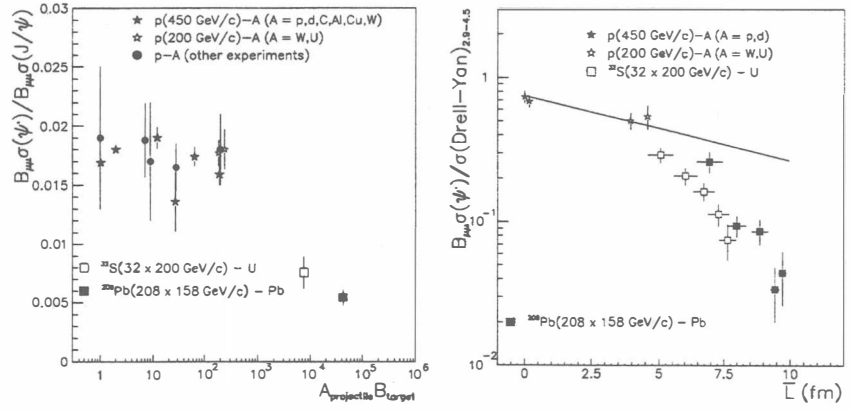 ★ p(450 GeV/c)-A (A = p,d,C,Al,Cu,W)
☆ p(200 GeV/c)-A (A = W,U)
● p-A (other experiments)
B_μμσ(ψ')/B_μμσ(J/ψ)
0.03
0.025
0.02
0.015
0.01
0.005
0
□ ³²S(32 x 200 GeV/c) - U
■ ²⁰⁸Pb(208 x 158 GeV/c) - Pb
1 10 10² 10³ 10⁴ 10⁵ 10⁶
A_projectile B_target
★ p(450 GeV/c)-A (A = p,d)
☆ p(200 GeV/c)-A (A = W,U)
□ ³²S(32 x 200 GeV/c) - U
B_μμσ(ψ')/σ(Drell-Yan)_2.9-4.5
1
10⁻¹
10⁻²
■ ²⁰⁸Pb(208 x 158 GeV/c) - Pb
0 2.5 5 7.5 10
L̅ (fm)